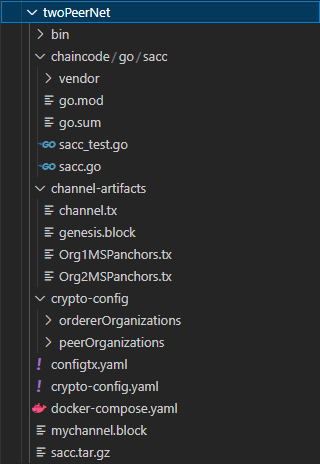 twoPeerNet
bin
chaincode/go/sacc
vendor
go.mod
go.sum
GO sacc_test.go
GO sacc.go
channel-artifacts
channel.tx
genesis.block
Org1MSPanchors.tx
Org2MSPanchors.tx
crypto-config
ordererOrganizations
peerOrganizations
! configtx.yaml
! crypto-config.yaml
docker-compose.yaml
mychannel.block
sacc.tar.gz